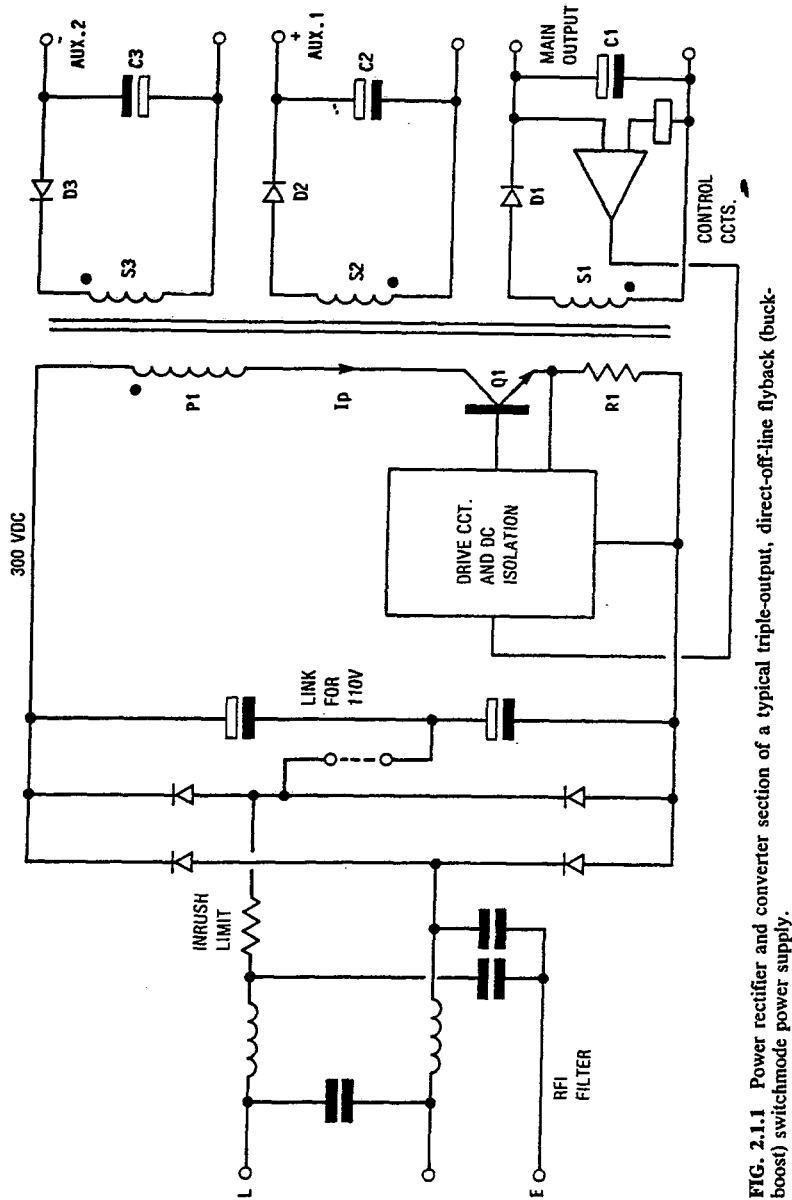 300 VDC
- AUX.2
C3
D3
S3
+ AUX.1
C2
D2
S2
MAIN
OUTPUT
C1
D1
S1
CONTROL
CCTS.
P1
Ip
Q1
R1
DRIVE CCT.
AND DC
ISOLATION
LINK
FOR
110V
INRUSH
LIMIT
RFI
FILTER
L
E
FIG. 2.1.1 Power rectifier and converter section of a typical triple-output, direct-off-line flyback (buck-
boost) switchmode power supply.